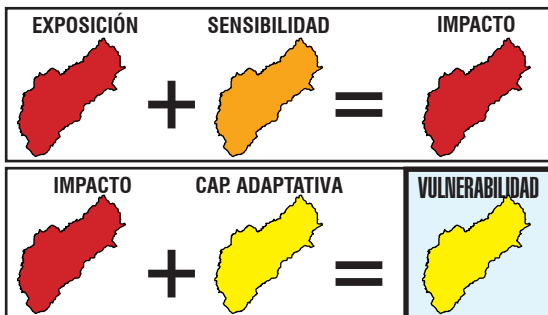 EXPOSICIÓN SENSIBILIDAD IMPACTO
+ =
IMPACTO CAP. ADAPTATIVA VULNERABILIDAD
+ =